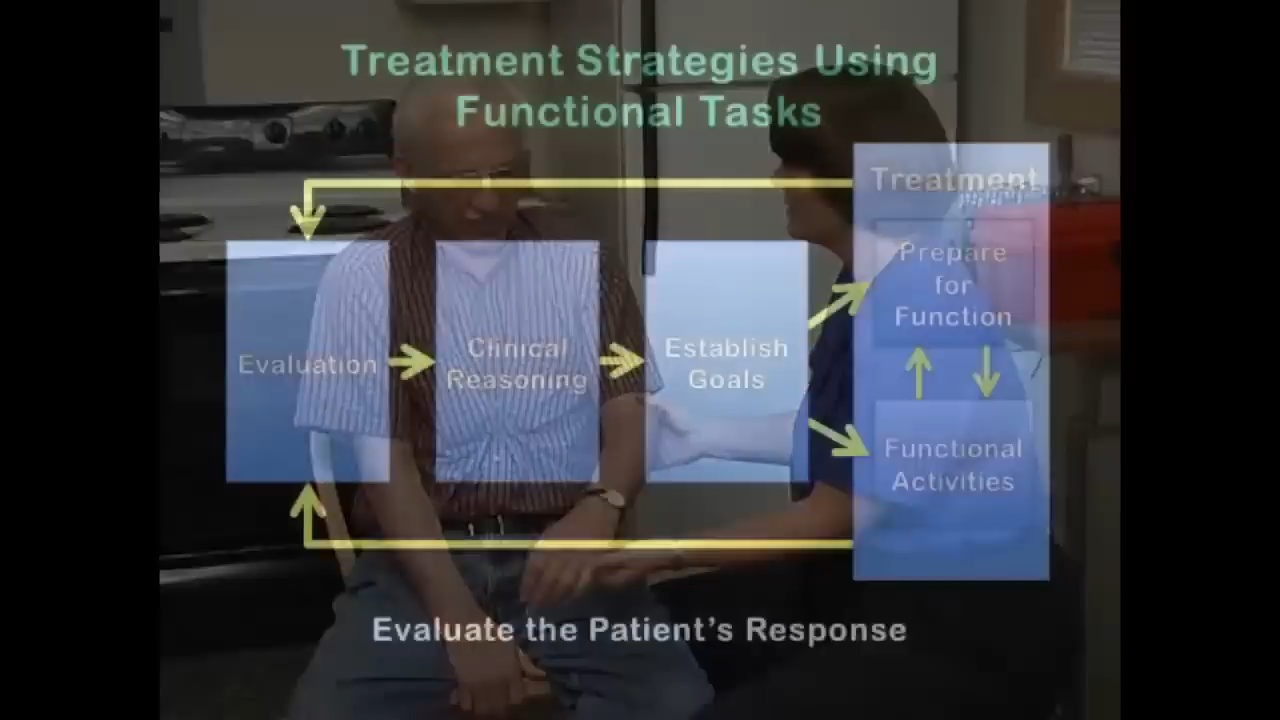 Treatment Strategies Using
Functional Tasks
Treatment
Prepare
for
Function
Evaluation
Clinical
Reasoning
Establish
Goals
Functional
Activities
Evaluate the Patient's Response